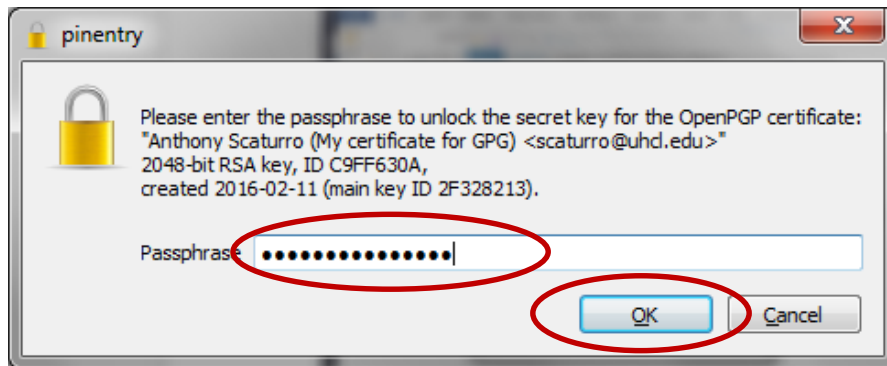 pinentry
Please enter the passphrase to unlock the secret key for the OpenPGP certificate:
"Anthony Scaturro (My certificate for GPG) <scaturro@uhcl.edu>"
2048-bit RSA key, ID C9FF630A,
created 2016-02-11 (main key ID 2F328213).
Passphrase ●●●●●●●●●●●●●●●
OK Cancel